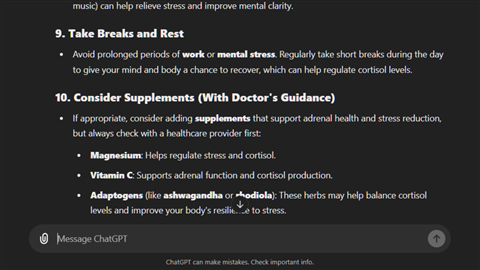 music) can help relieve stress and improve mental clarity.
9. Take Breaks and Rest
Avoid prolonged periods of work or mental stress. Regularly take short breaks during the day
to give your mind and body a chance to recover, which can help regulate cortisol levels.
10. Consider Supplements (With Doctor's Guidance)
If appropriate, consider adding supplements that support adrenal health and stress reduction,
but always check with a healthcare provider first:
Magnesium: Helps regulate stress and cortisol.
Vitamin C: Supports adrenal function and cortisol production.
Adaptogens (like ashwagandha or rhodiola): These herbs may help balance cortisol
levels and improve your body's resilience to stress.
Message ChatGPT
ChatGPT can make mistakes. Check important info.